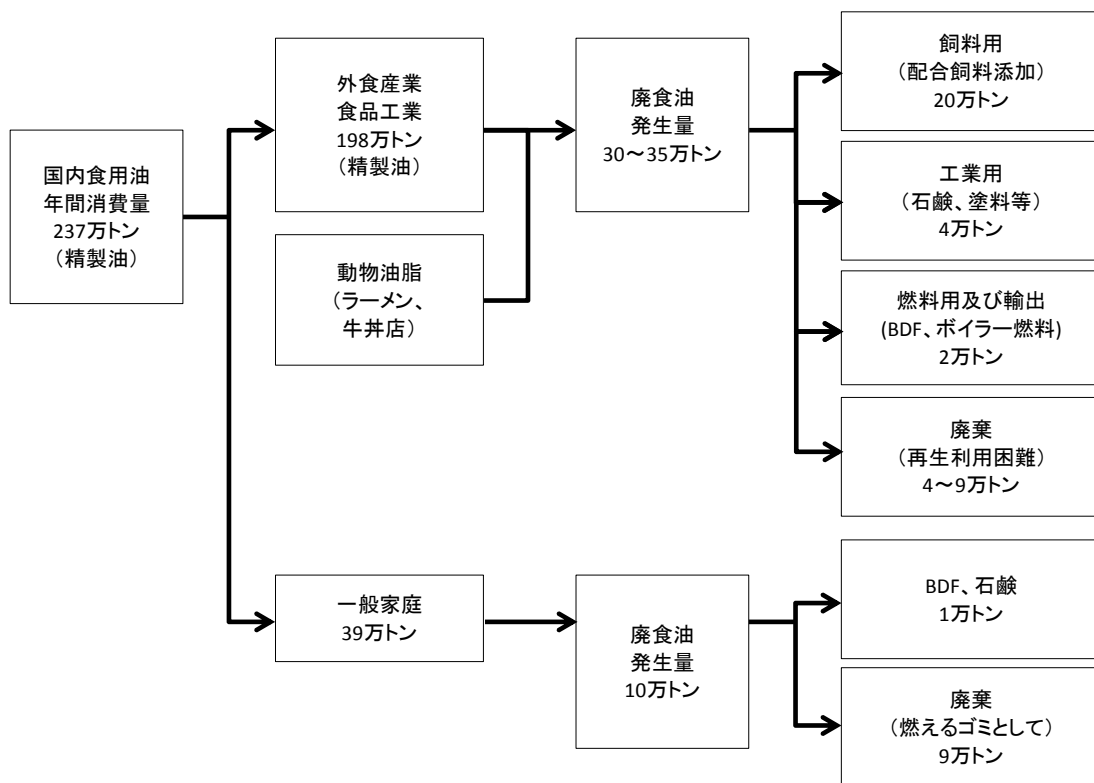 国内食用油
年間消費量
237万トン
（精製油）
外食産業
食品工業
198万トン
（精製油）
動物油脂
（ラーメン、
牛丼店）
廃食油
発生量
30～35万トン
飼料用
（配合飼料添加）
20万トン
工業用
（石鹸、塗料等）
4万トン
燃料用及び輸出
(BDF、ボイラー燃料)
2万トン
廃棄
（再生利用困難）
4～9万トン
一般家庭
39万トン
廃食油
発生量
10万トン
BDF、石鹸
1万トン
廃棄
（燃えるゴミとして）
9万トン